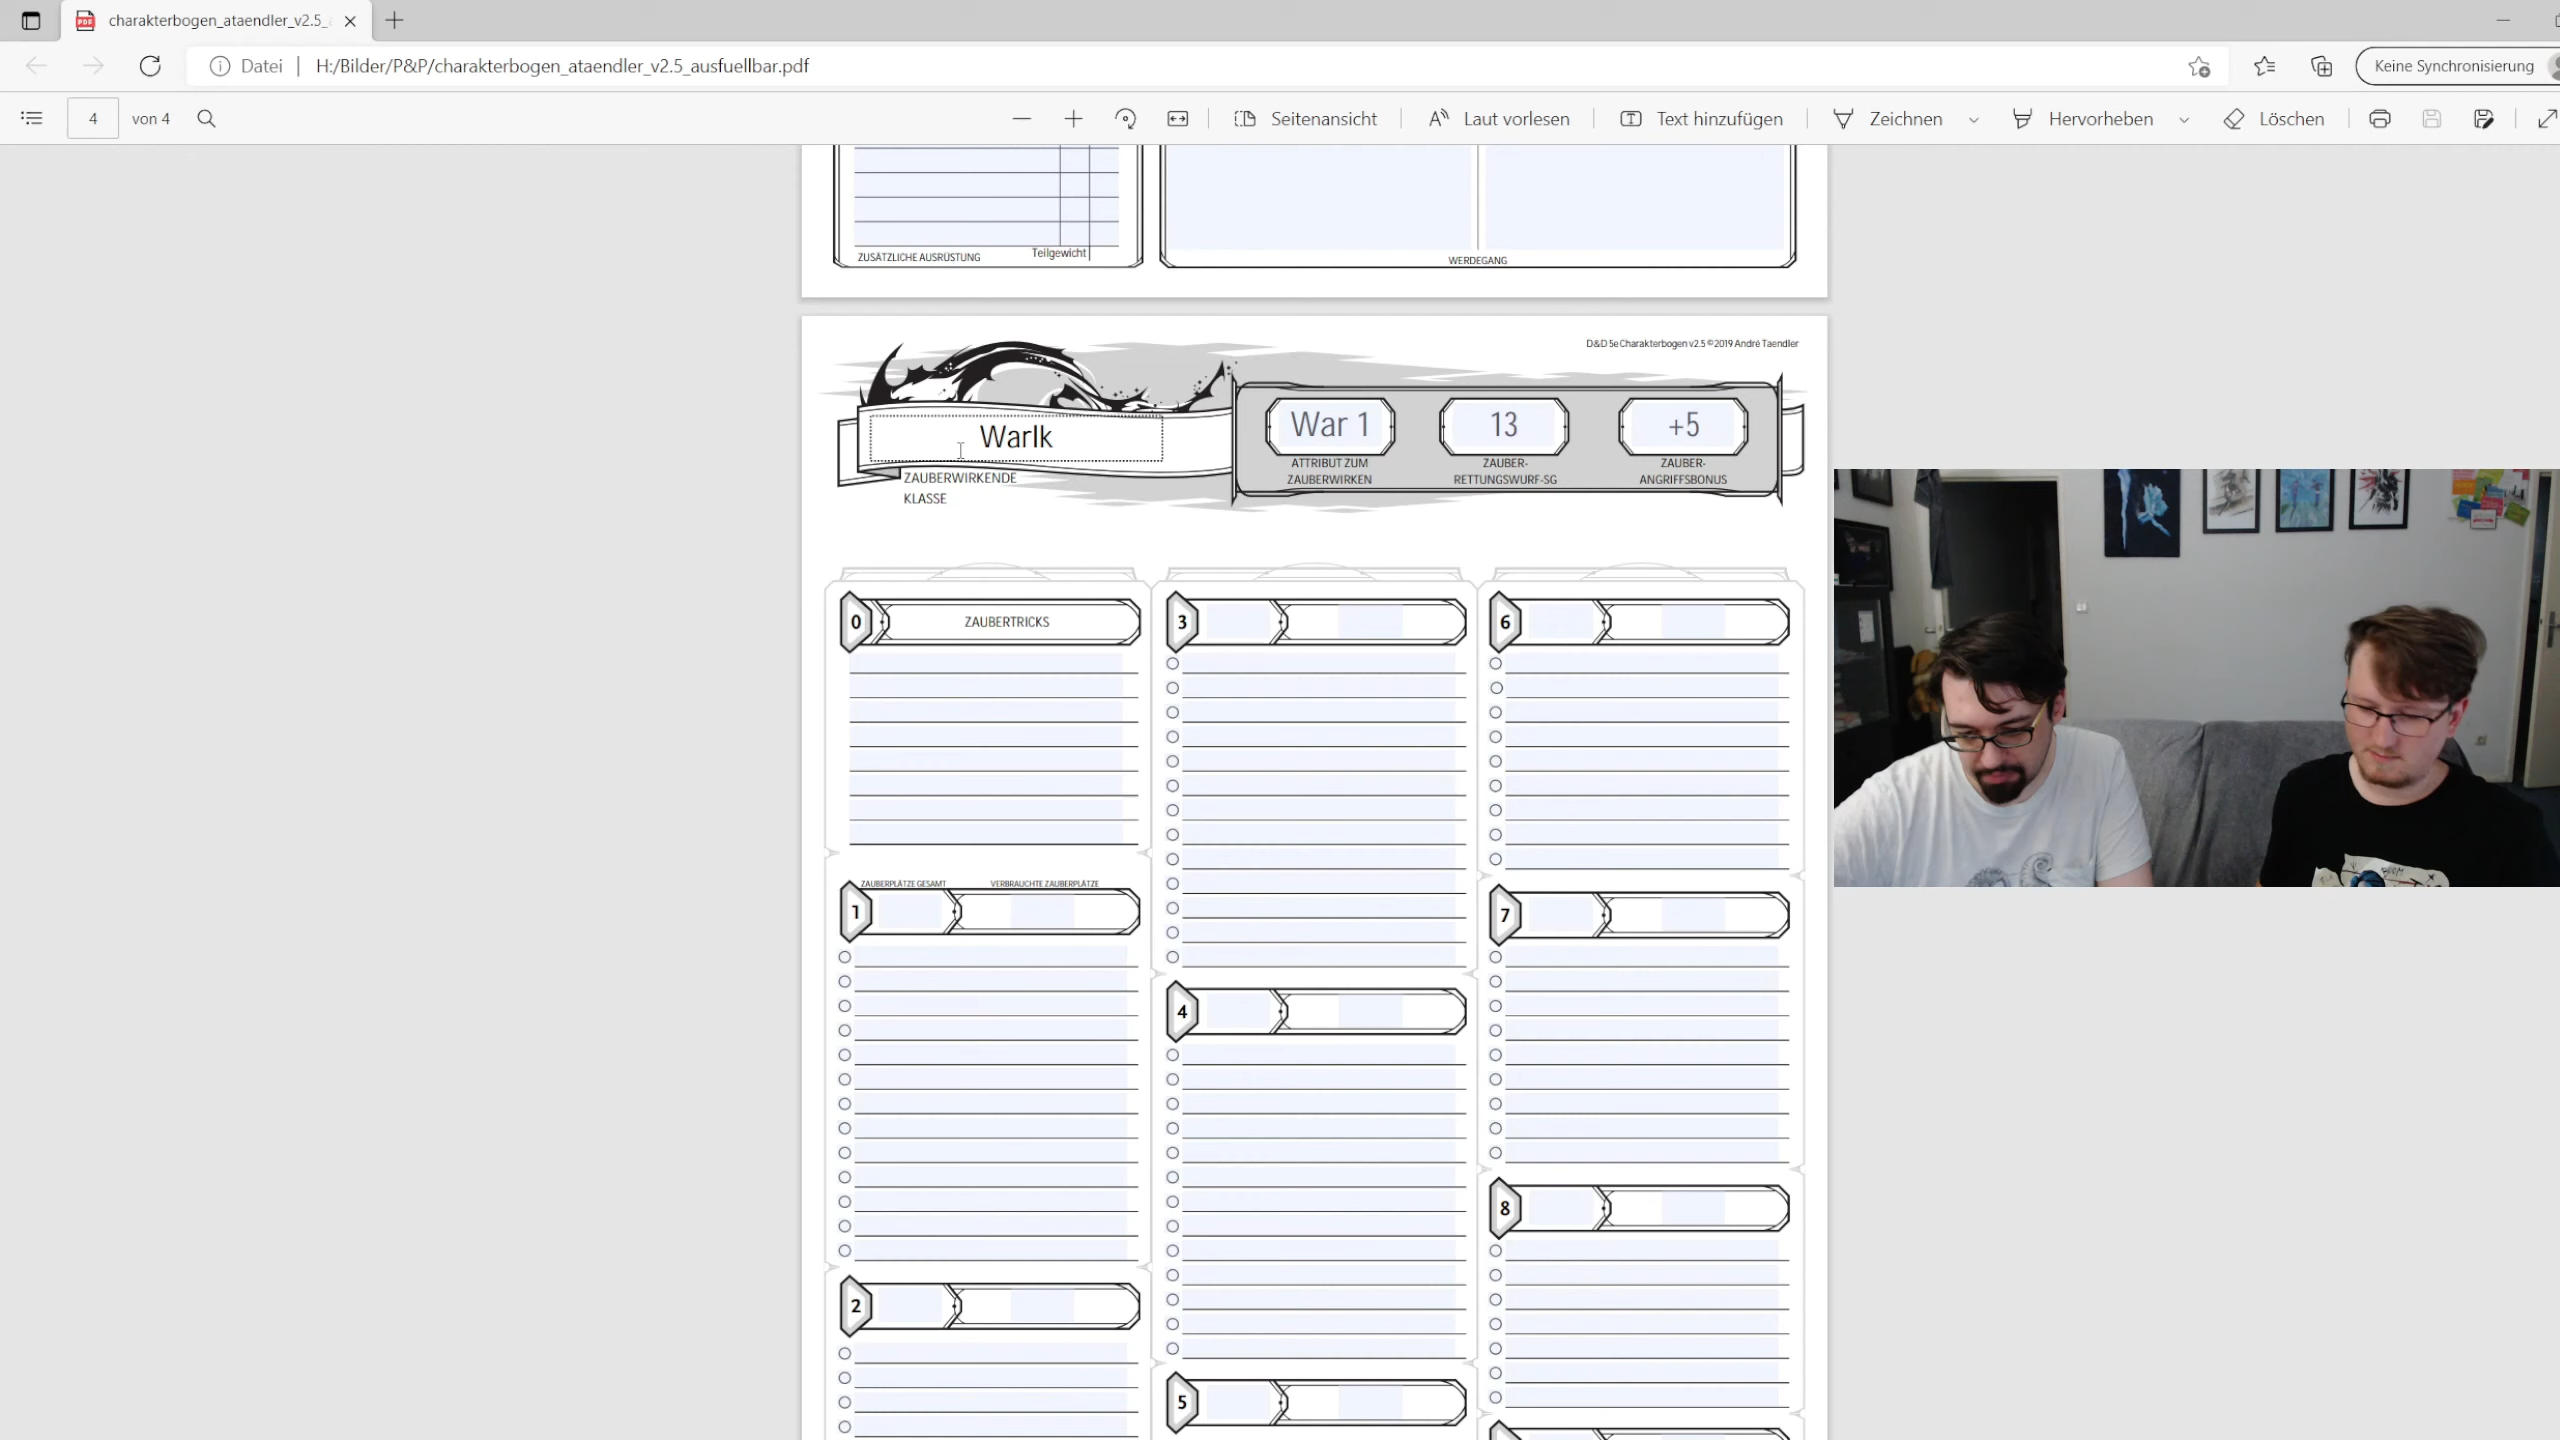 charakterbogen_ataendler_v2.5_
Datei
H:/Bilder/P&P/charakterbogen_ataendler_v2.5_ausfuellbar.pdf
Keine Synchronisierung
4 von 4
Seitenansicht
Laut vorlesen
Text hinzufügen
Zeichnen
Hervorheben
Löschen
ZUSÄTZLICHE AUSRÜSTUNG
Teilgewicht
WERDEGANG
D&D 5e Charakterbogen v2.5 ©2019 André Taendler
Warlk
War 1
13
+5
ZAUBERWIRKENDE
KLASSE
ATTRIBUT ZUM
ZAUBERWIRKEN
ZAUBER-
RETTUNGSWURF-SG
ZAUBER-
ANGRIFFSBONUS
0
ZAUBERTRICKS
3
6
ZAUBERPLÄTZE GESAMT
VERBRAUCHTE ZAUBERPLÄTZE
1
7
4
8
2
5